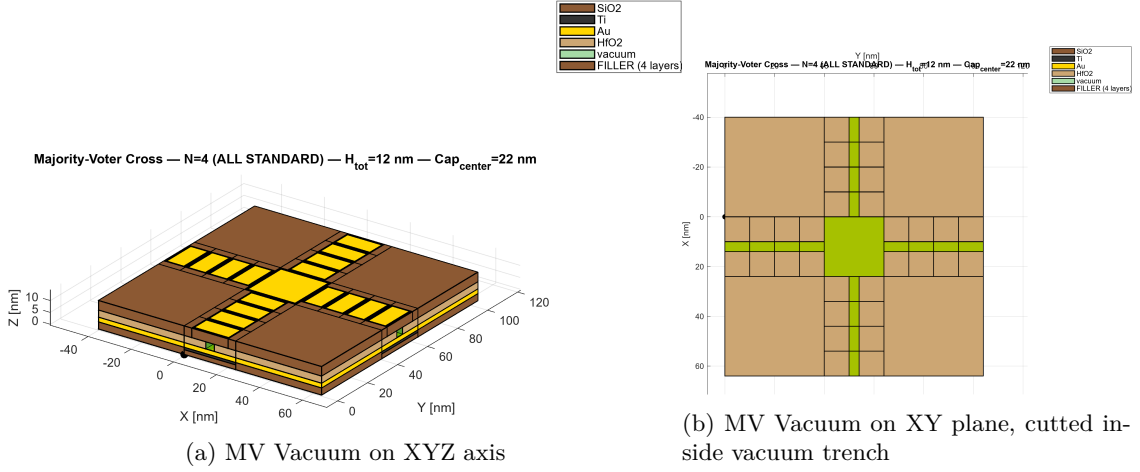 SiO2
Ti
Au
HfO2
vacuum
FILLER (4 layers)
Majority-Voter Cross — N=4 (ALL STANDARD) — H_tot=12 nm — Cap_center=22 nm
Z [nm]
10
5
0
-40
-20
0
20
40
60
X [nm]
0
20
40
60
80
100
120
Y [nm]
(a) MV Vacuum on XYZ axis
Y [nm]
Majority-Voter Cross — N=4 (ALL STANDARD) — H_tot=12 nm — Cap_center=22 nm
SiO2
Ti
Au
HfO2
vacuum
FILLER (4 layers)
-40
-20
0
20
40
60
X [nm]
(b) MV Vacuum on XY plane, cutted in-
side vacuum trench